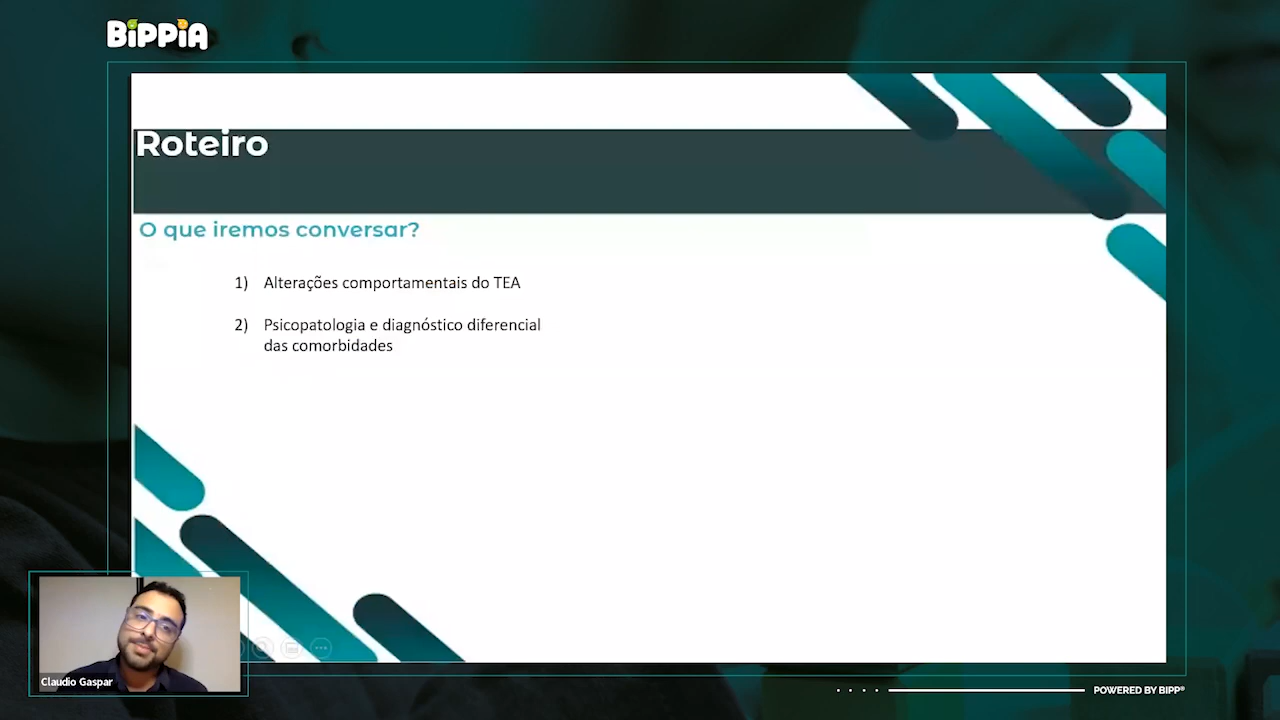 BiPPiA
Roteiro
O que iremos conversar?
1) Alterações comportamentais do TEA
2) Psicopatologia e diagnóstico diferencial
das comorbidades
Claudio Gaspar
POWERED BY BIPP®